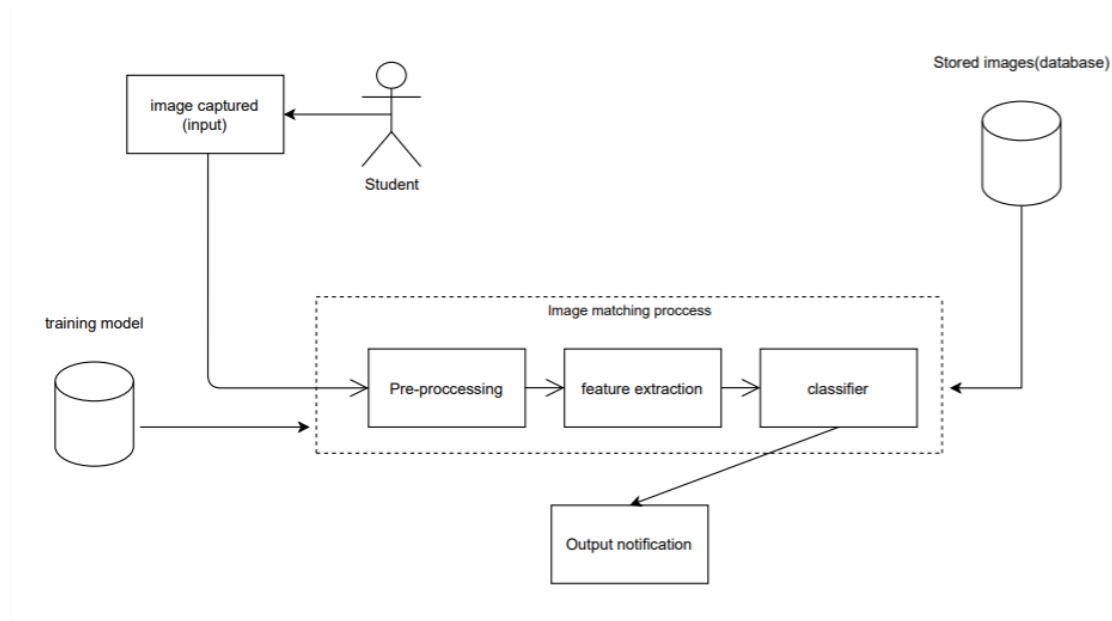 Stored images(database)
image captured
(input)
Student
training model
Image matching proccess
Pre-proccessing
feature extraction
classifier
Output notification